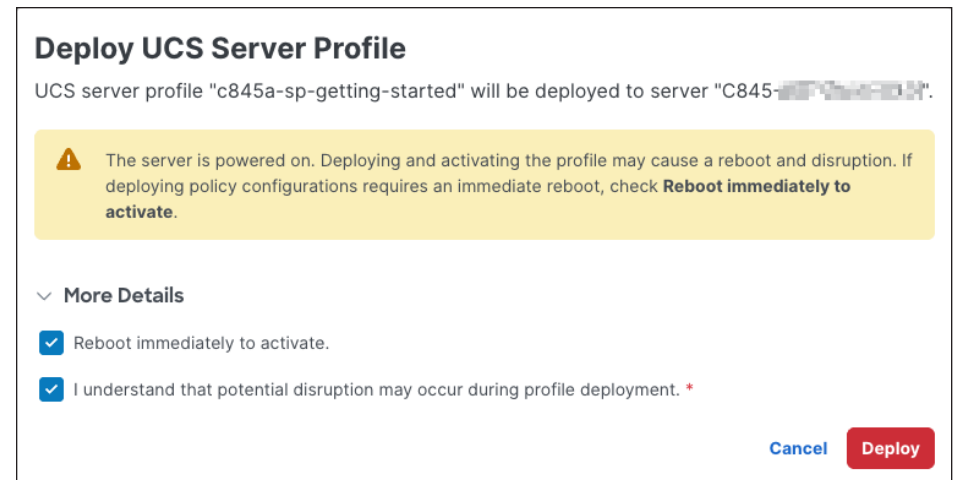 Deploy UCS Server Profile
UCS server profile "c845a-sp-getting-started" will be deployed to server "C845-".
The server is powered on. Deploying and activating the profile may cause a reboot and disruption. If
deploying policy configurations requires an immediate reboot, check Reboot immediately to
activate.
More Details
Reboot immediately to activate.
I understand that potential disruption may occur during profile deployment. *
Cancel
Deploy